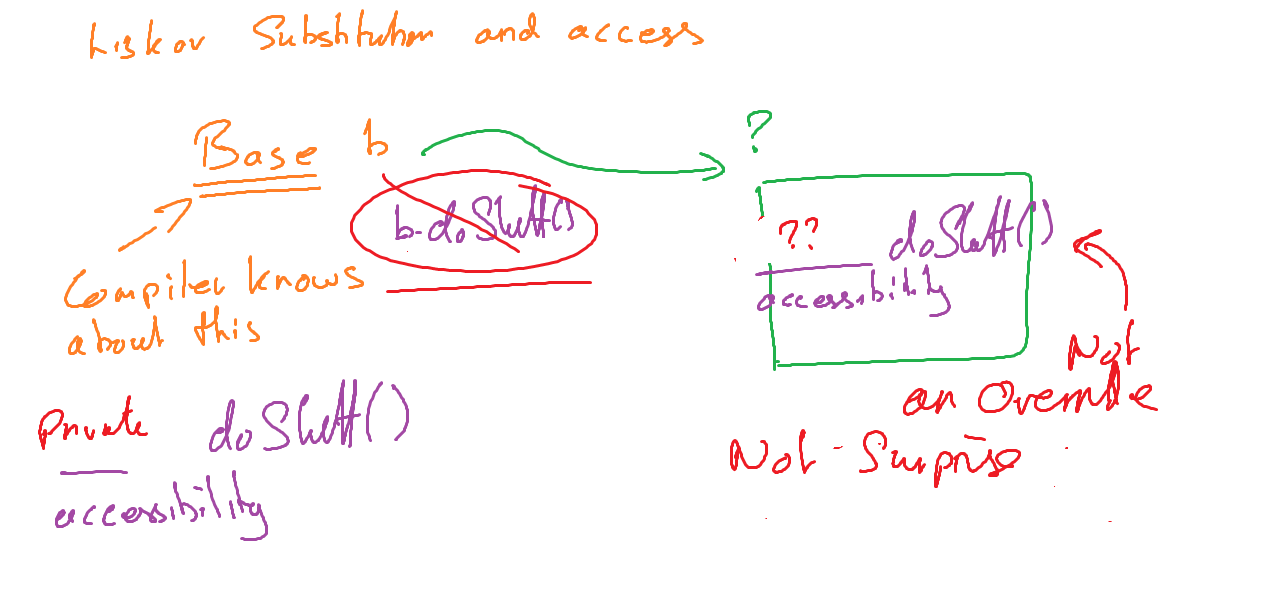 Liskov Substitution and access
Base b
?
b.doStuff()
?? doStuff()
accessibility
Compiler knows
about this
Not
an Override
Private doStuff()
accessibility
Not - Surprise